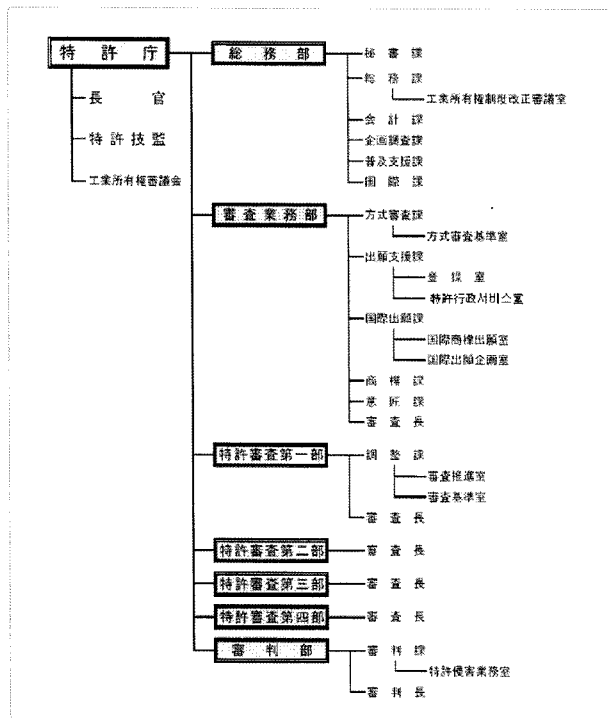 特許庁
長官
特許技監
工業所有権審議会
総務部
秘書課
総務課
工業所有権制度改正審議室
会計課
企画調査課
普及支援課
国際課
審査業務部
方式審査課
方式審査基準室
出願支援課
登録室
特許行政サービス室
国際出願課
国際商標出願室
国際出願企画室
商標課
意匠課
審査長
特許審査第一部
調整課
審査推進室
審査基準室
審査長
特許審査第二部
審査長
特許審査第三部
審査長
特許審査第四部
審査長
審判部
審判課
特許侵害業務室
審判長